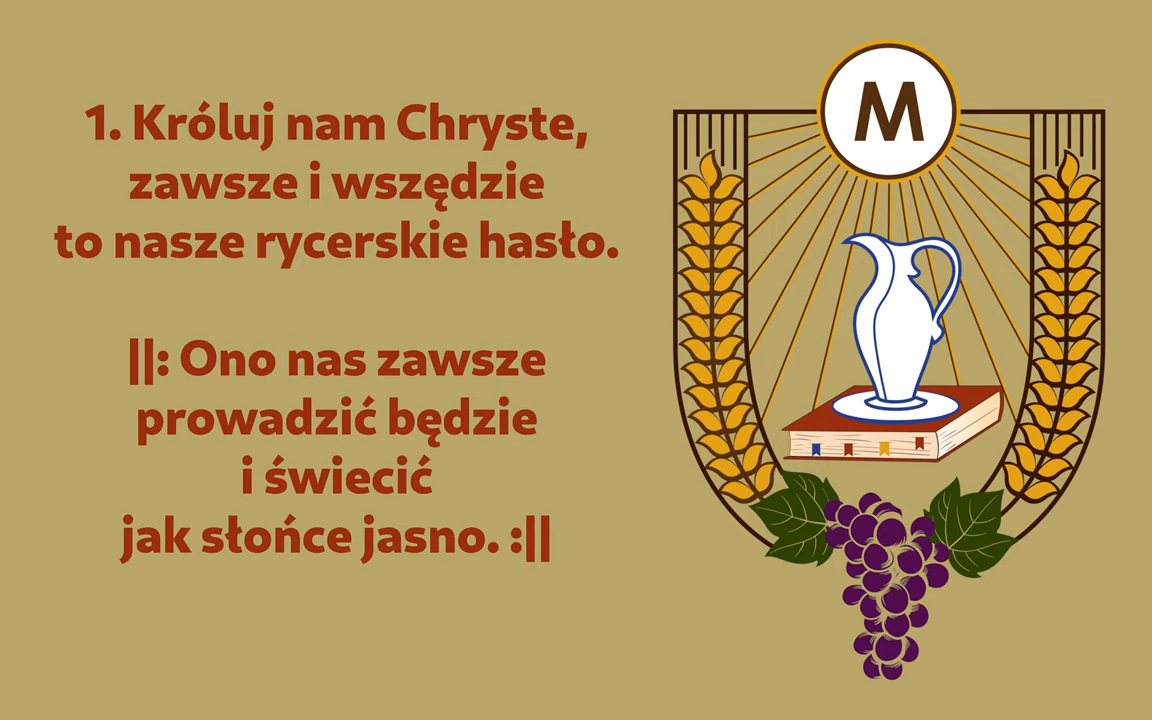 1. Króluj nam Chryste,
zawsze i wszędzie
to nasze rycerskie hasło.
||: Ono nas zawsze
prowadzić będzie
i świecić
jak słońce jasno. :||
M